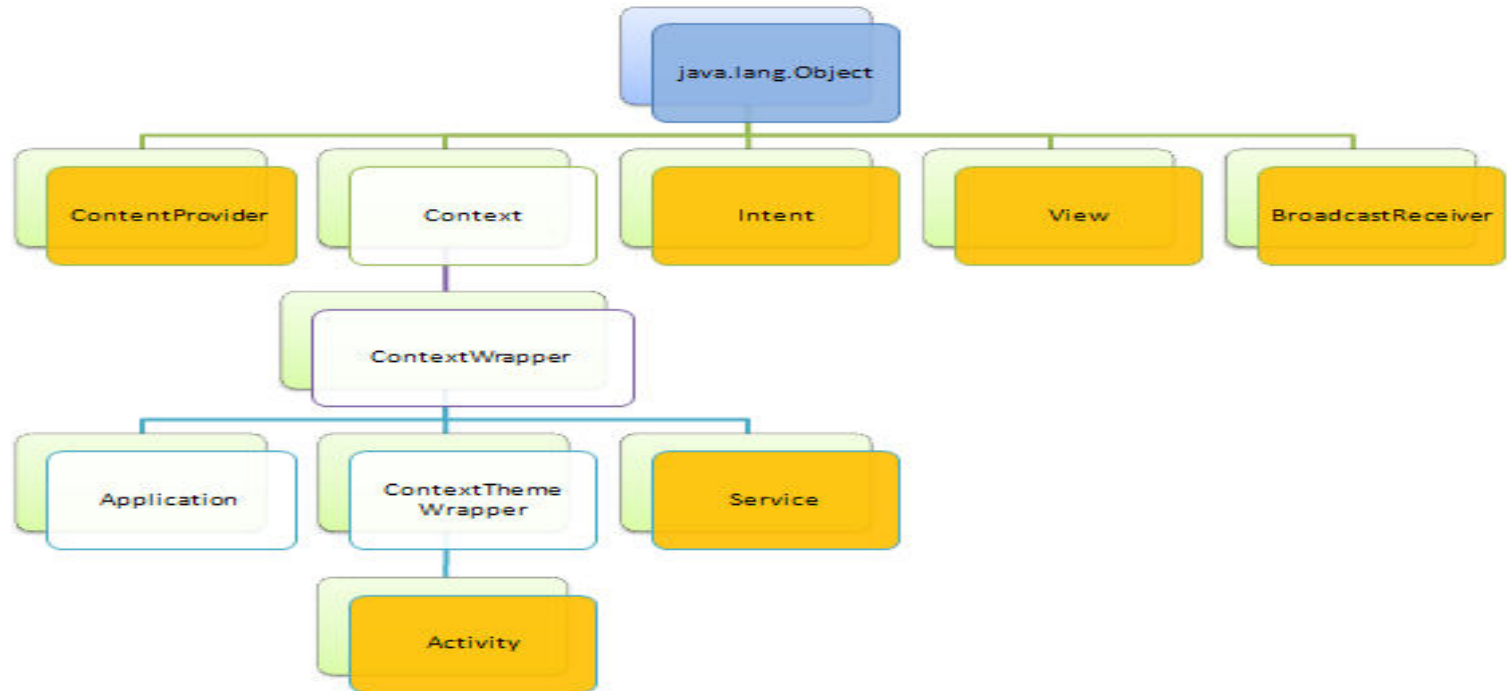 java.lang.Object
ContentProvider
Context
Intent
View
BroadcastReceiver
ContextWrapper
Application
ContextTheme
Wrapper
Service
Activity